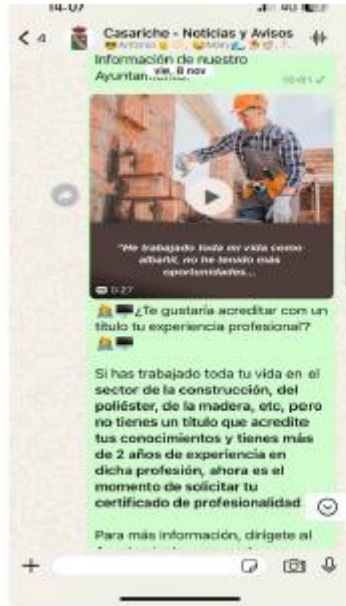 14:07
4G
4
Casariche - Noticias y Avisos
Información de nuestro
vie, 8 nov
"He trabajado toda mi vida como
albañil, no he tenido más
oportunidades...
0:27
¿Te gustaría acreditar com un
título tu experiencia profesional?
Si has trabajado toda tu vida en el
sector de la construcción, del
poliéster, de la madera, etc, pero
no tienes un título que acredite
tus conocimientos y tienes más
de 2 años de experiencia en
dicha profesión, ahora es el
momento de solicitar tu
certificado de profesionalidad
Para más información, dirígete al